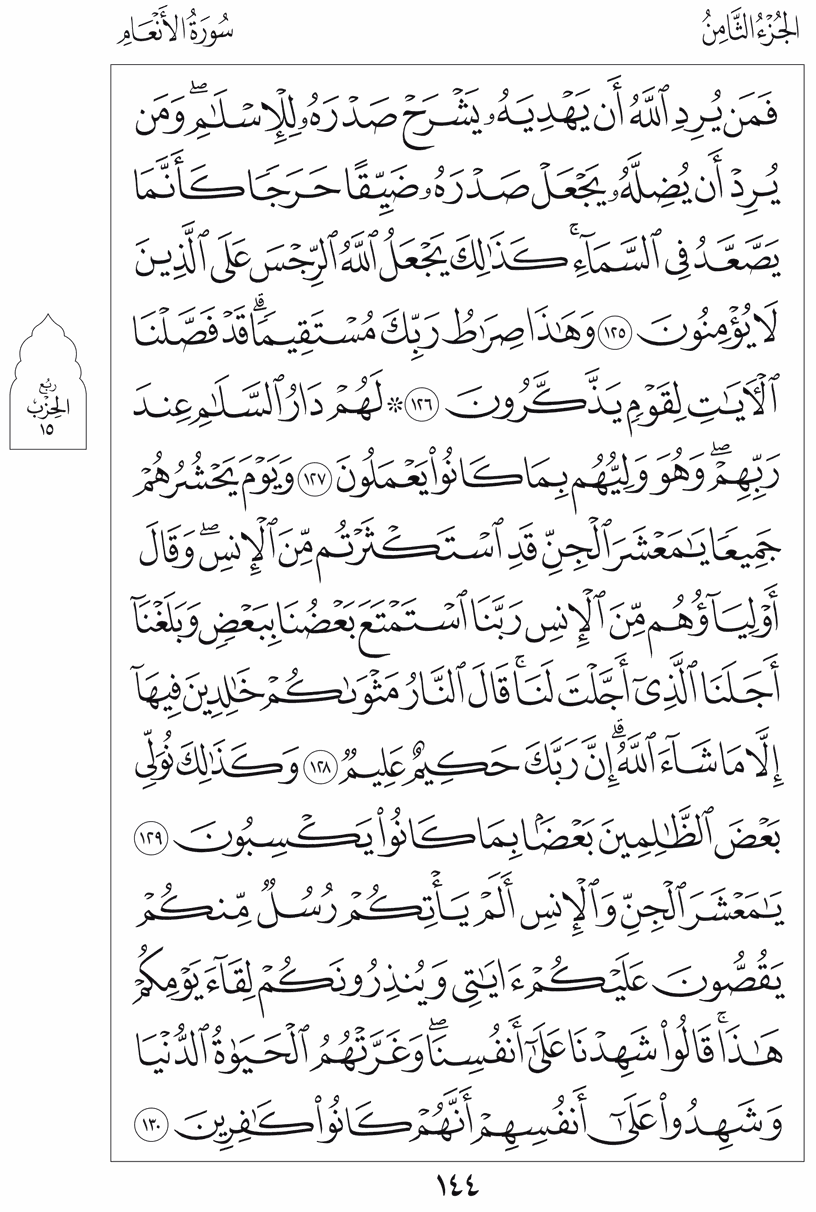 الجُزْءُ الثَّامِنُ
سُورَةُ الأَنْعَامِ
فَمَن يُرِدِ ٱللَّهُ أَن يَهْدِيَهُۥ يَشْرَحْ صَدْرَهُۥ لِلْإِسْلَٰمِۖ وَمَن
يُرِدْ أَن يُضِلَّهُۥ يَجْعَلْ صَدْرَهُۥ ضَيِّقًا حَرَجًا كَأَنَّمَا
يَصَّعَّدُ فِى ٱلسَّمَآءِۚ كَذَٰلِكَ يَجْعَلُ ٱللَّهُ ٱلرِّجْسَ عَلَى ٱلَّذِينَ
لَا يُؤْمِنُونَ ١٢٥ وَهَٰذَا صِرَٰطُ رَبِّكَ مُسْتَقِيمًاۗ قَدْ فَصَّلْنَا
ٱلْأٓيَٰتِ لِقَوْمٍ يَذَّكَّرُونَ ١٢٦ ۞ لَهُمْ دَارُ ٱلسَّلَٰمِ عِندَ
رَبِّهِمْۖ وَهُوَ وَلِيُّهُم بِمَا كَانُوا۟ يَعْمَلُونَ ١٢٧ وَيَوْمَ يَحْشُرُهُمْ
جَمِيعًا يَٰمَعْشَرَ ٱلْجِنِّ قَدِ ٱسْتَكْثَرْتُم مِّنَ ٱلْإِنسِۖ وَقَالَ
أَوْلِيَآؤُهُم مِّنَ ٱلْإِنسِ رَبَّنَا ٱسْتَمْتَعَ بَعْضُنَا بِبَعْضٍ وَبَلَغْنَآ
أَجَلَنَا ٱلَّذِىٓ أَجَّلْتَ لَنَاۚ قَالَ ٱلنَّارُ مَثْوَىٰكُمْ خَٰلِدِينَ فِيهَآ
إِلَّا مَا شَآءَ ٱللَّهُۗ إِنَّ رَبَّكَ حَكِيمٌ عَلِيمٌ ١٢٨ وَكَذَٰلِكَ نُوَلِّى
بَعْضَ ٱلظَّٰلِمِينَ بَعْضًۢا بِمَا كَانُوا۟ يَكْسِبُونَ ١٢٩
يَٰمَعْشَرَ ٱلْجِنِّ وَٱلْإِنسِ أَلَمْ يَأْتِكُمْ رُسُلٌ مِّنكُمْ
يَقُصُّونَ عَلَيْكُمْ ءَايَٰتِى وَيُنذِرُونَكُمْ لِقَآءَ يَوْمِكُمْ
هَٰذَاۚ قَالُوا۟ شَهِدْنَا عَلَىٰٓ أَنفُسِنَاۖ وَغَرَّتْهُمُ ٱلْحَيَوٰةُ ٱلدُّنْيَا
وَشَهِدُوا۟ عَلَىٰٓ أَنفُسِهِمْ أَنَّهُمْ كَانُوا۟ كَٰفِرِينَ ١٣٠
رُبْع
الحِزْب
١٥
١٤٤